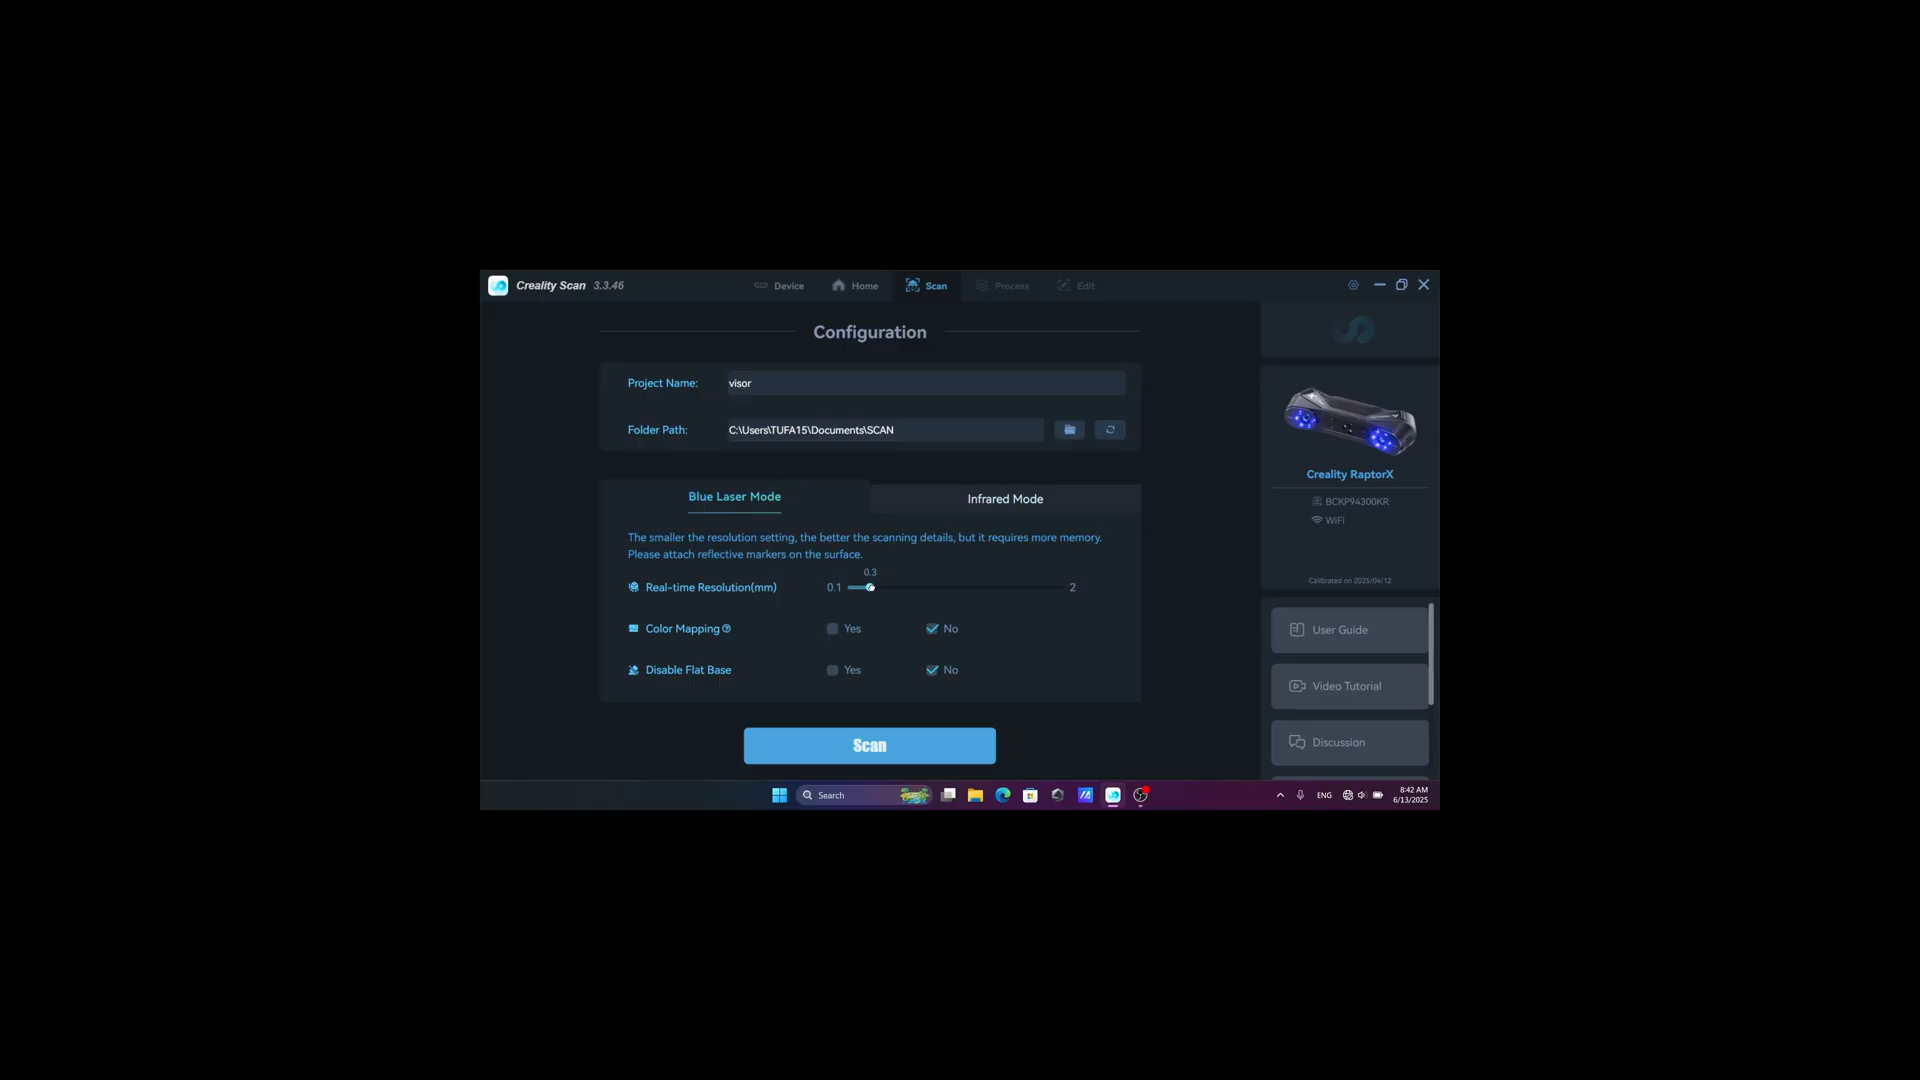 Creality Scan 3.3.46
Device
Home
Scan
Process
Edit
Configuration
Project Name:
visor
Folder Path:
C:\Users\TUFA15\Documents\SCAN
Blue Laser Mode
Infrared Mode
The smaller the resolution setting, the better the scanning details, but it requires more memory.
Please attach reflective markers on the surface.
0.3
Real-time Resolution(mm)
0.1
2
Color Mapping
Yes
No
Disable Flat Base
Yes
No
Scan
Creality RaptorX
BCKP94300KR
WiFi
Calibrated on 2025/04/12
User Guide
Video Tutorial
Discussion
Search
ENG
8:42 AM
6/13/2025